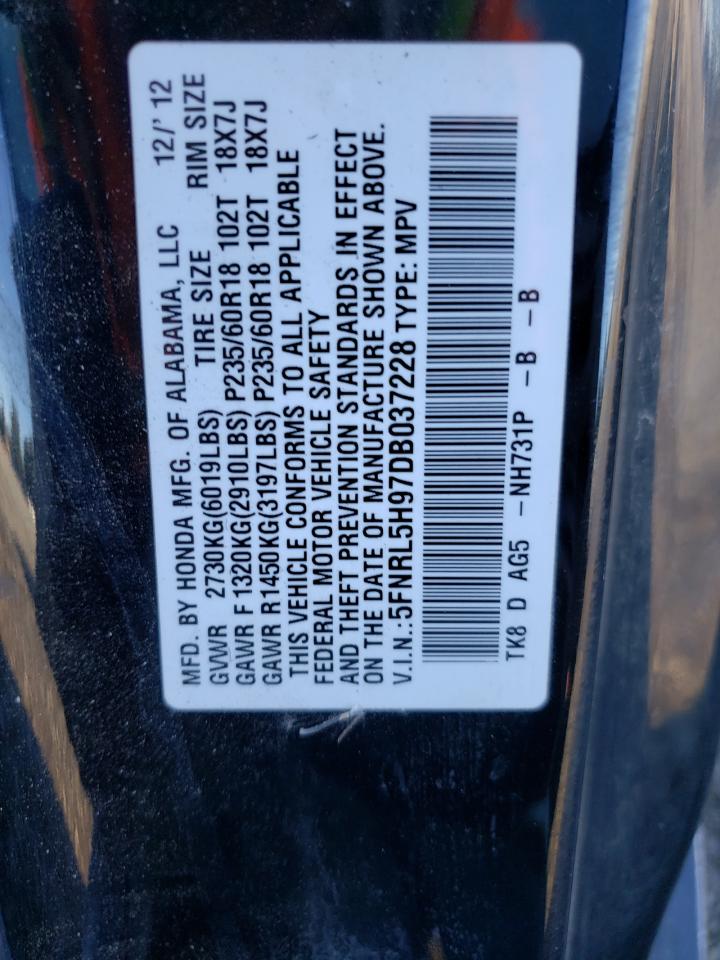 MFD. BY HONDA MFG. OF ALABAMA, LLC 12/' 12
GVWR 2730KG(6019LBS) TIRE SIZE RIM SIZE
GAWR F 1320KG(2910LBS) P235/60R18 102T 18X7J
GAWR R1450KG(3197LBS) P235/60R18 102T 18X7J
THIS VEHICLE CONFORMS TO ALL APPLICABLE
FEDERAL MOTOR VEHICLE SAFETY
AND THEFT PREVENTION STANDARDS IN EFFECT
ON THE DATE OF MANUFACTURE SHOWN ABOVE.
V.I.N.:5FNRL5H97DB037228 TYPE: MPV
TK8 D AG5 -NH731P -B -B